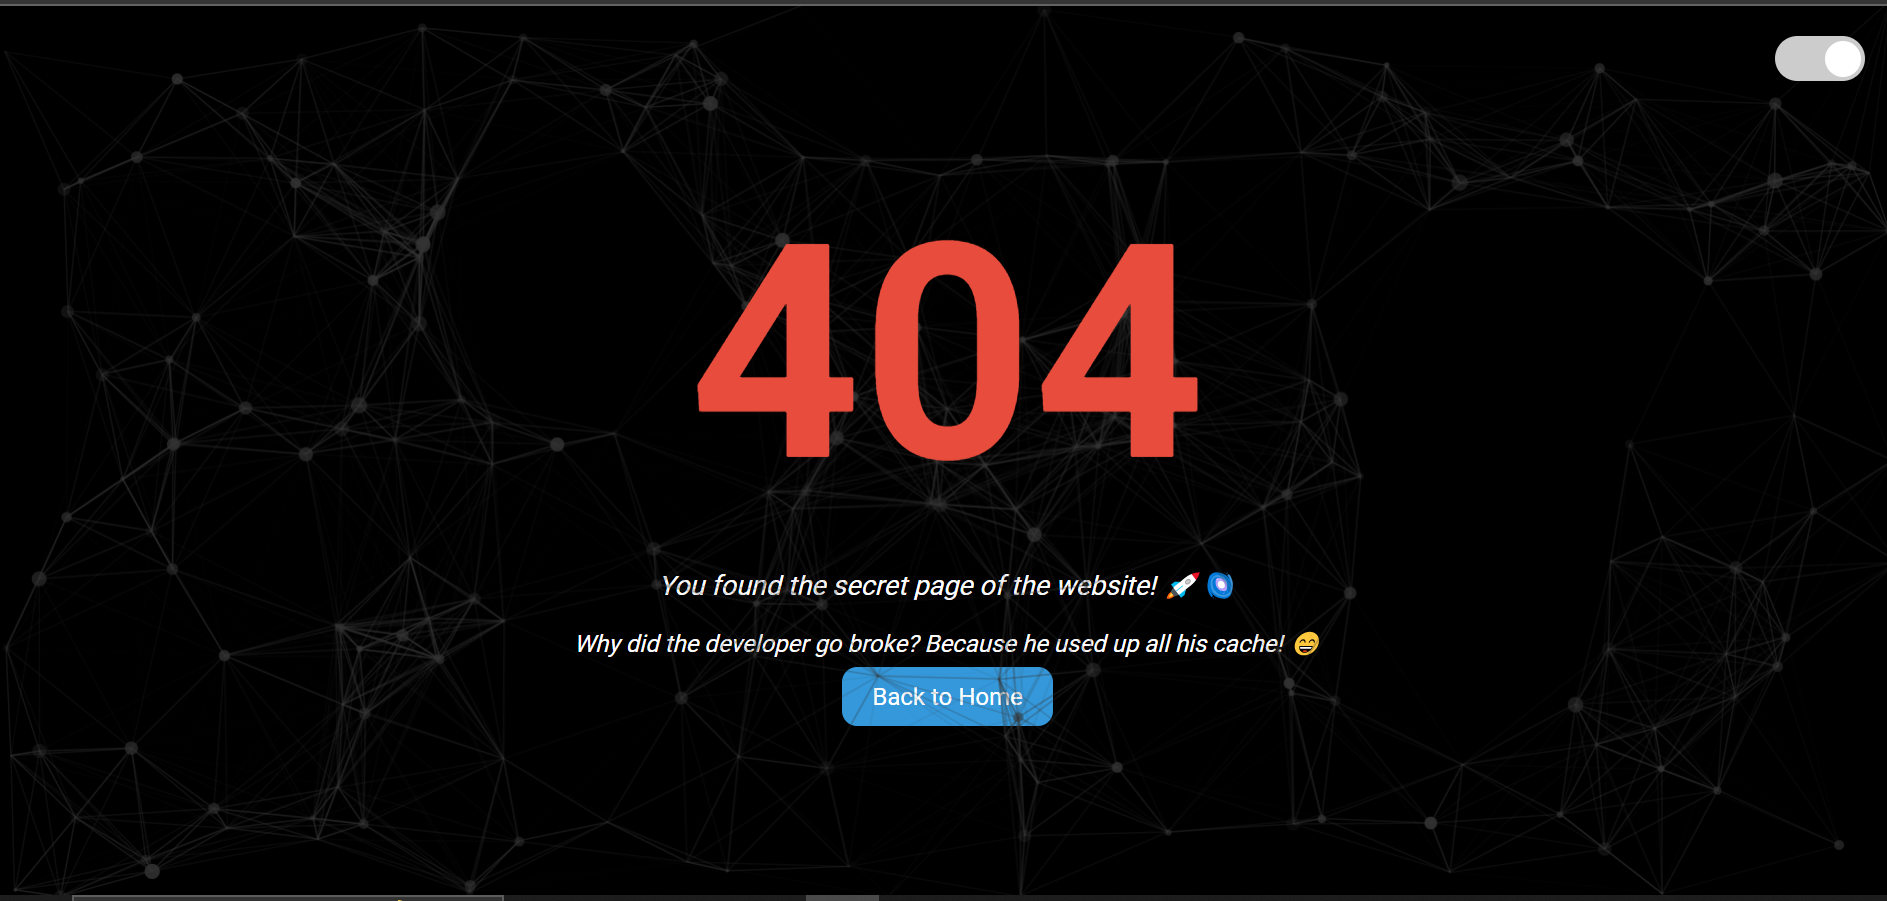 404
You found the secret page of the website! 🚀 🌀
Why did the developer go broke? Because he used up all his cache! 😄
Back to Home